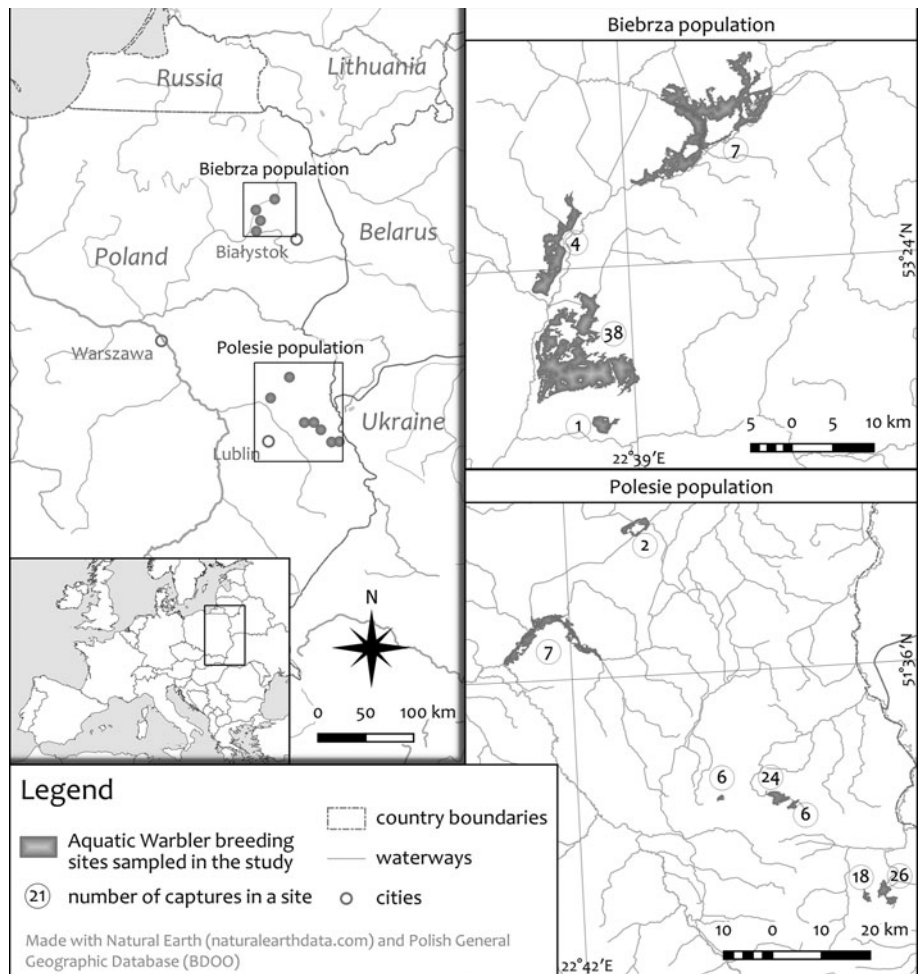 Russia
Lithuania
Biebrza population
Białystok
Belarus
Poland
Warszawa
Polesie population
Lublin
Ukraine
N
0 50 100 km
Biebrza population
7
4
53°24′N
38
1
5 0 5 10 km
22°39′E
Polesie population
2
7
51°36′N
6
24
6
18
26
10 0 10 20 km
22°42′E
Legend
Aquatic Warbler breeding
sites sampled in the study
21 number of captures in a site
country boundaries
waterways
cities
Made with Natural Earth (naturalearthdata.com) and Polish General
Geographic Database (BDOO)